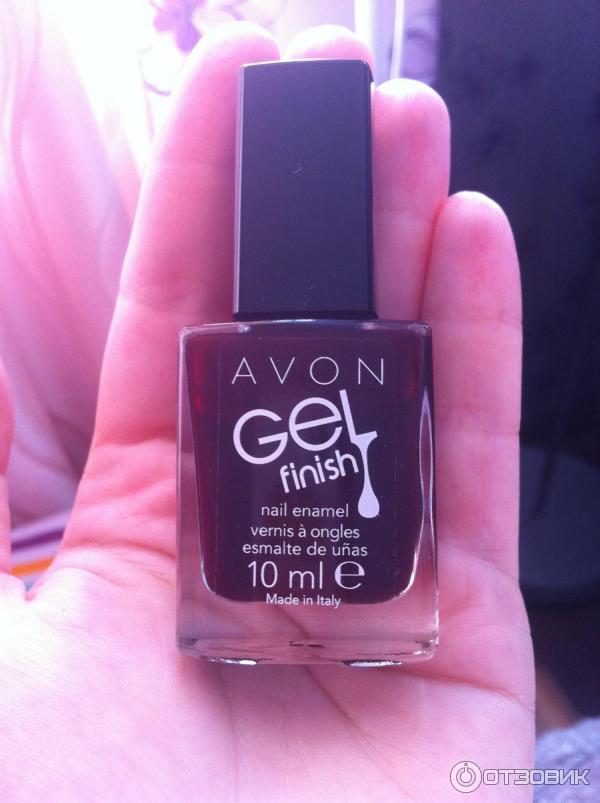 AVON
GEL
finish
nail enamel
vernis à ongles
esmalte de uñas
10 ml ℮
Made in Italy
ОТЗОВИК